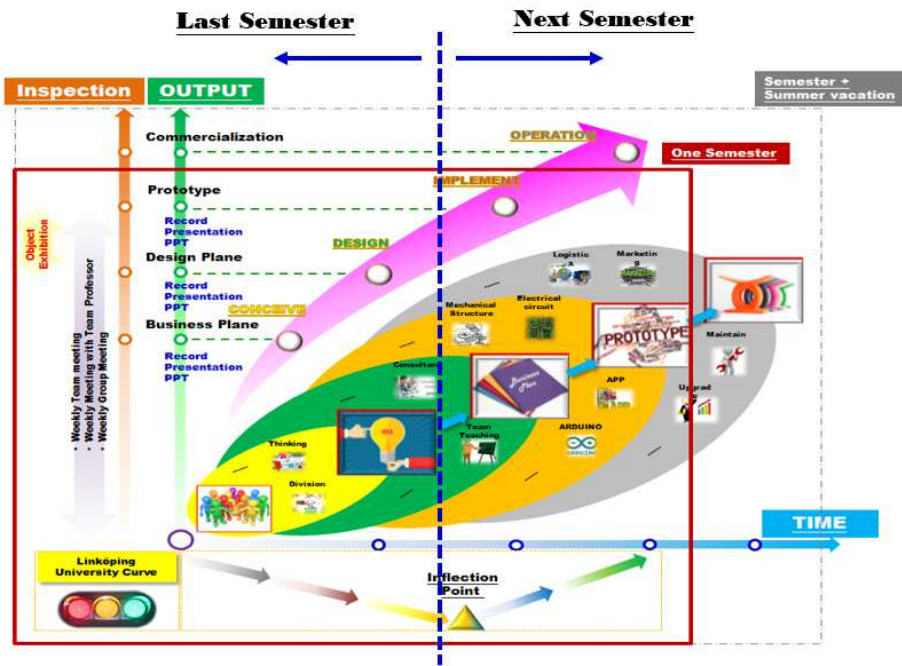 Last Semester
Next Semester
Inspection
OUTPUT
Semester +
Summer vacation
Commercialization
OPERATION
One Semester
Prototype
IMPLEMENT
Record
Presentation
PPT
Object
Exhibition
DESIGN
Design Plane
Logistic
s
Marketin
g
Record
Presentation
PPT
CONCEIVE
Mechanical
Structure
Electrical
circuit
Business Plane
PROTOTYPE
Maintain
Record
Presentation
PPT
Consultan
Business
Plan
APP
Upgrad
• Weekly Team meeting
• Weekly Meeting with Team Professor
• Weekly Group Meeting
Thinking
Team
Teaching
ARDUINO
Division
TIME
Linköping
University Curve
Inflection
Point